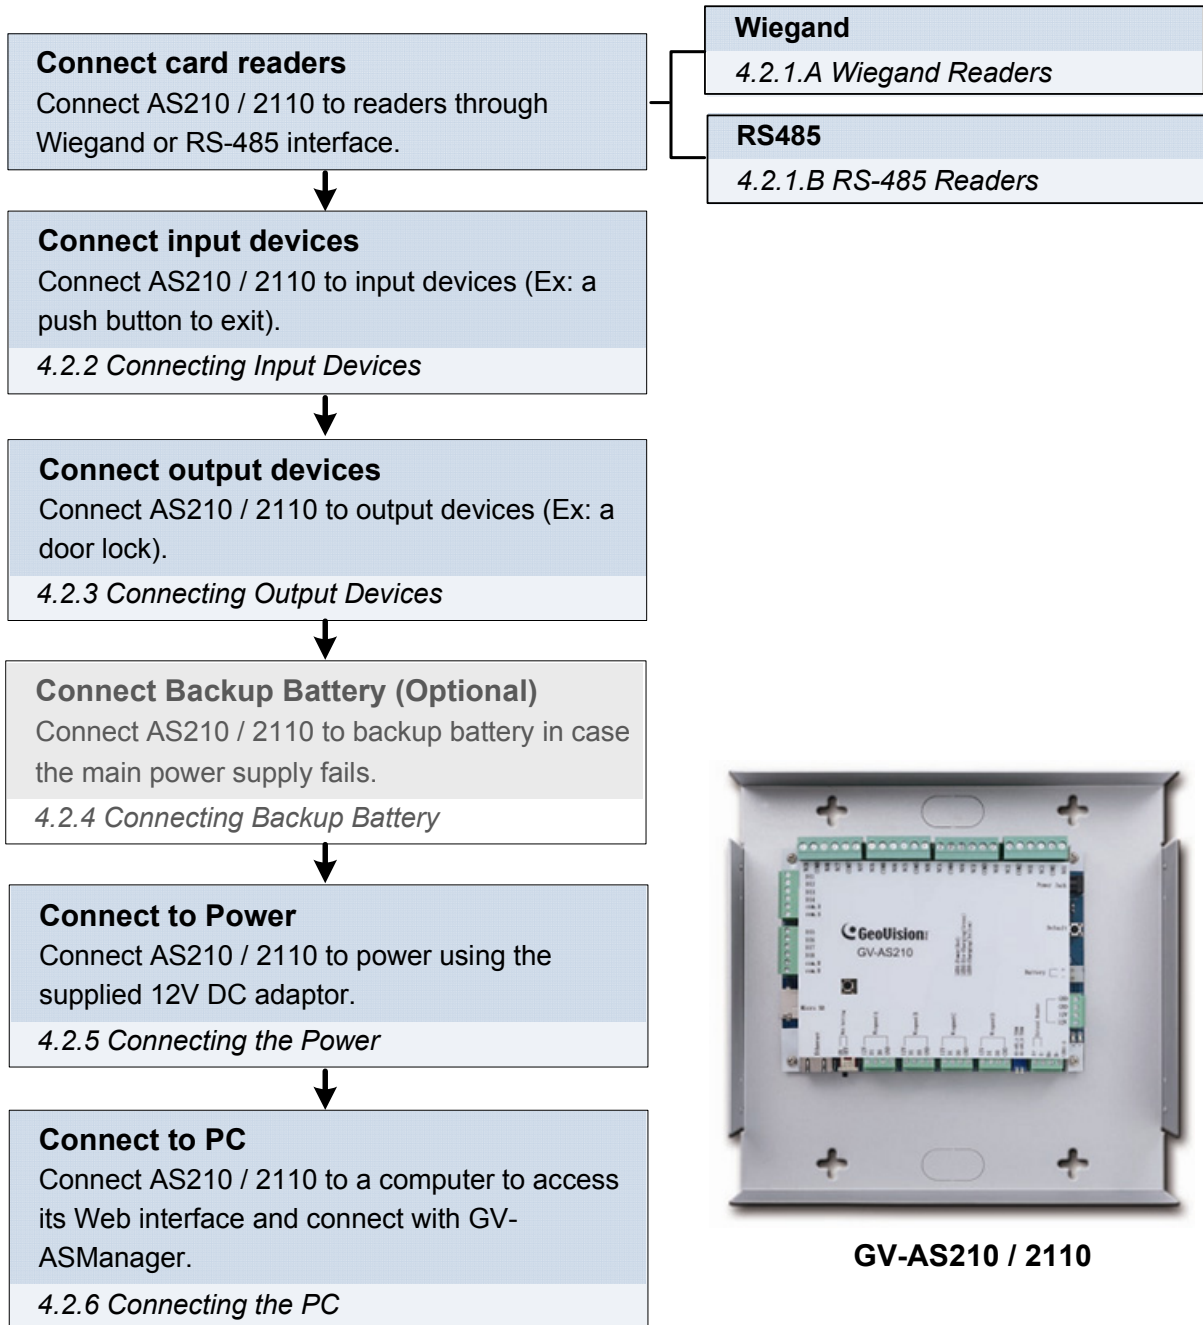 Connect card readers
Connect AS210 / 2110 to readers through
Wiegand or RS-485 interface.
Wiegand
4.2.1.A Wiegand Readers
RS485
4.2.1.B RS-485 Readers
Connect input devices
Connect AS210 / 2110 to input devices (Ex: a
push button to exit).
4.2.2 Connecting Input Devices
Connect output devices
Connect AS210 / 2110 to output devices (Ex: a
door lock).
4.2.3 Connecting Output Devices
Connect Backup Battery (Optional)
Connect AS210 / 2110 to backup battery in case
the main power supply fails.
4.2.4 Connecting Backup Battery
Connect to Power
Connect AS210 / 2110 to power using the
supplied 12V DC adaptor.
4.2.5 Connecting the Power
Connect to PC
Connect AS210 / 2110 to a computer to access
its Web interface and connect with GV-
ASManager.
4.2.6 Connecting the PC
Power Jack
Default
GeoVision
GV-AS210
Battery
Micro SD
Ethernet
GV-AS210 / 2110